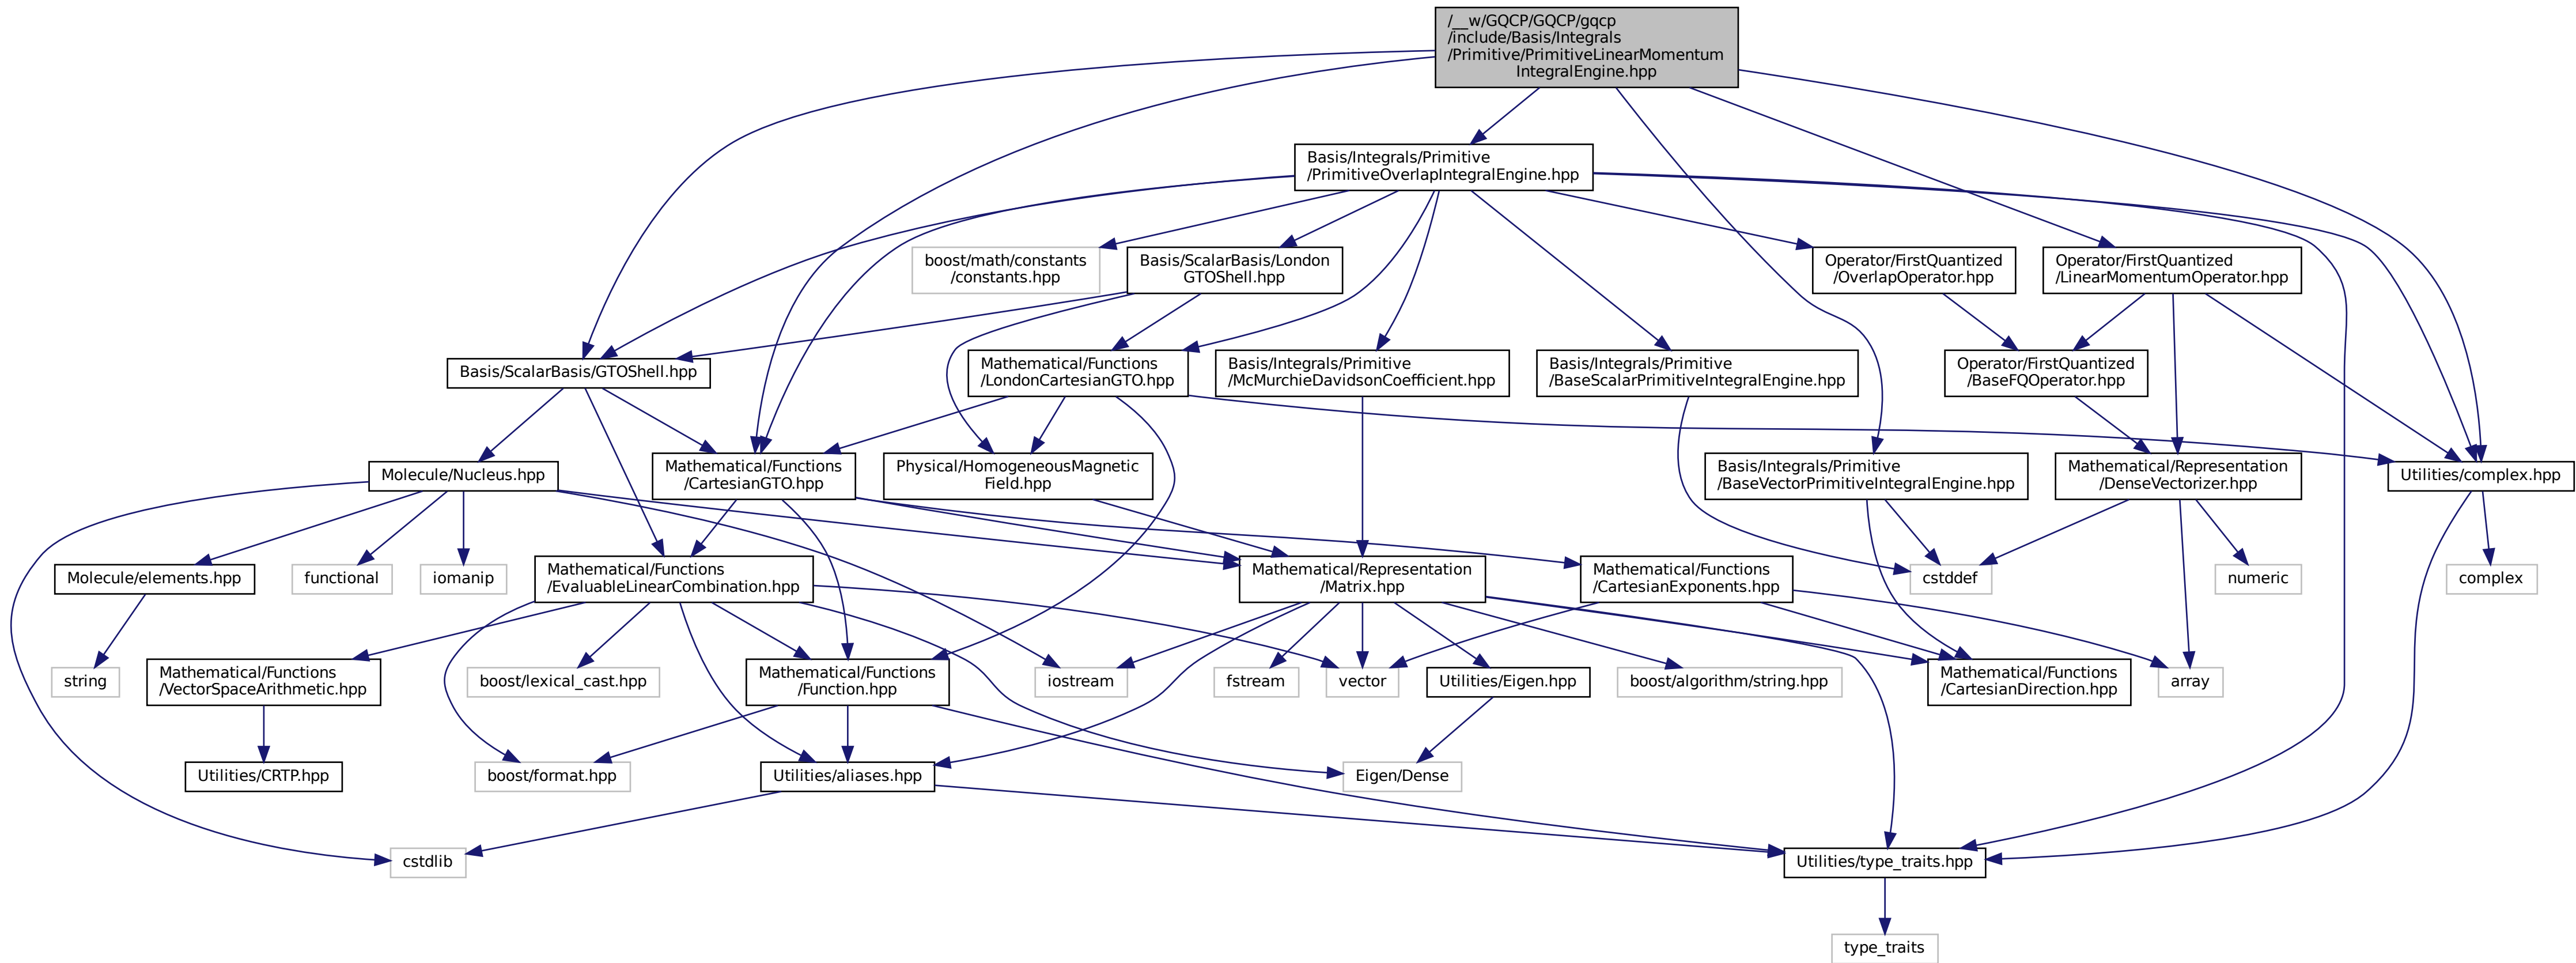 /__w/GQCP/GQCP/gqcp
/include/Basis/Integrals
/Primitive/PrimitiveLinearMomentum
IntegralEngine.hpp
Basis/Integrals/Primitive
/PrimitiveOverlapIntegralEngine.hpp
boost/math/constants
/constants.hpp
Basis/ScalarBasis/London
GTOShell.hpp
Operator/FirstQuantized
/OverlapOperator.hpp
Operator/FirstQuantized
/LinearMomentumOperator.hpp
Basis/ScalarBasis/GTOShell.hpp
Mathematical/Functions
/LondonCartesianGTO.hpp
Basis/Integrals/Primitive
/McMurchieDavidsonCoefficient.hpp
Basis/Integrals/Primitive
/BaseScalarPrimitiveIntegralEngine.hpp
Operator/FirstQuantized
/BaseFQOperator.hpp
Molecule/Nucleus.hpp
Mathematical/Functions
/CartesianGTO.hpp
Physical/HomogeneousMagnetic
Field.hpp
Basis/Integrals/Primitive
/BaseVectorPrimitiveIntegralEngine.hpp
Mathematical/Representation
/DenseVectorizer.hpp
Utilities/complex.hpp
Molecule/elements.hpp
functional
iomanip
Mathematical/Functions
/EvaluableLinearCombination.hpp
Mathematical/Representation
/Matrix.hpp
Mathematical/Functions
/CartesianExponents.hpp
cstddef
numeric
complex
string
Mathematical/Functions
/VectorSpaceArithmetic.hpp
boost/lexical_cast.hpp
Mathematical/Functions
/Function.hpp
iostream
fstream
vector
Utilities/Eigen.hpp
boost/algorithm/string.hpp
Mathematical/Functions
/CartesianDirection.hpp
array
Utilities/CRTP.hpp
boost/format.hpp
Utilities/aliases.hpp
Eigen/Dense
cstdlib
Utilities/type_traits.hpp
type_traits